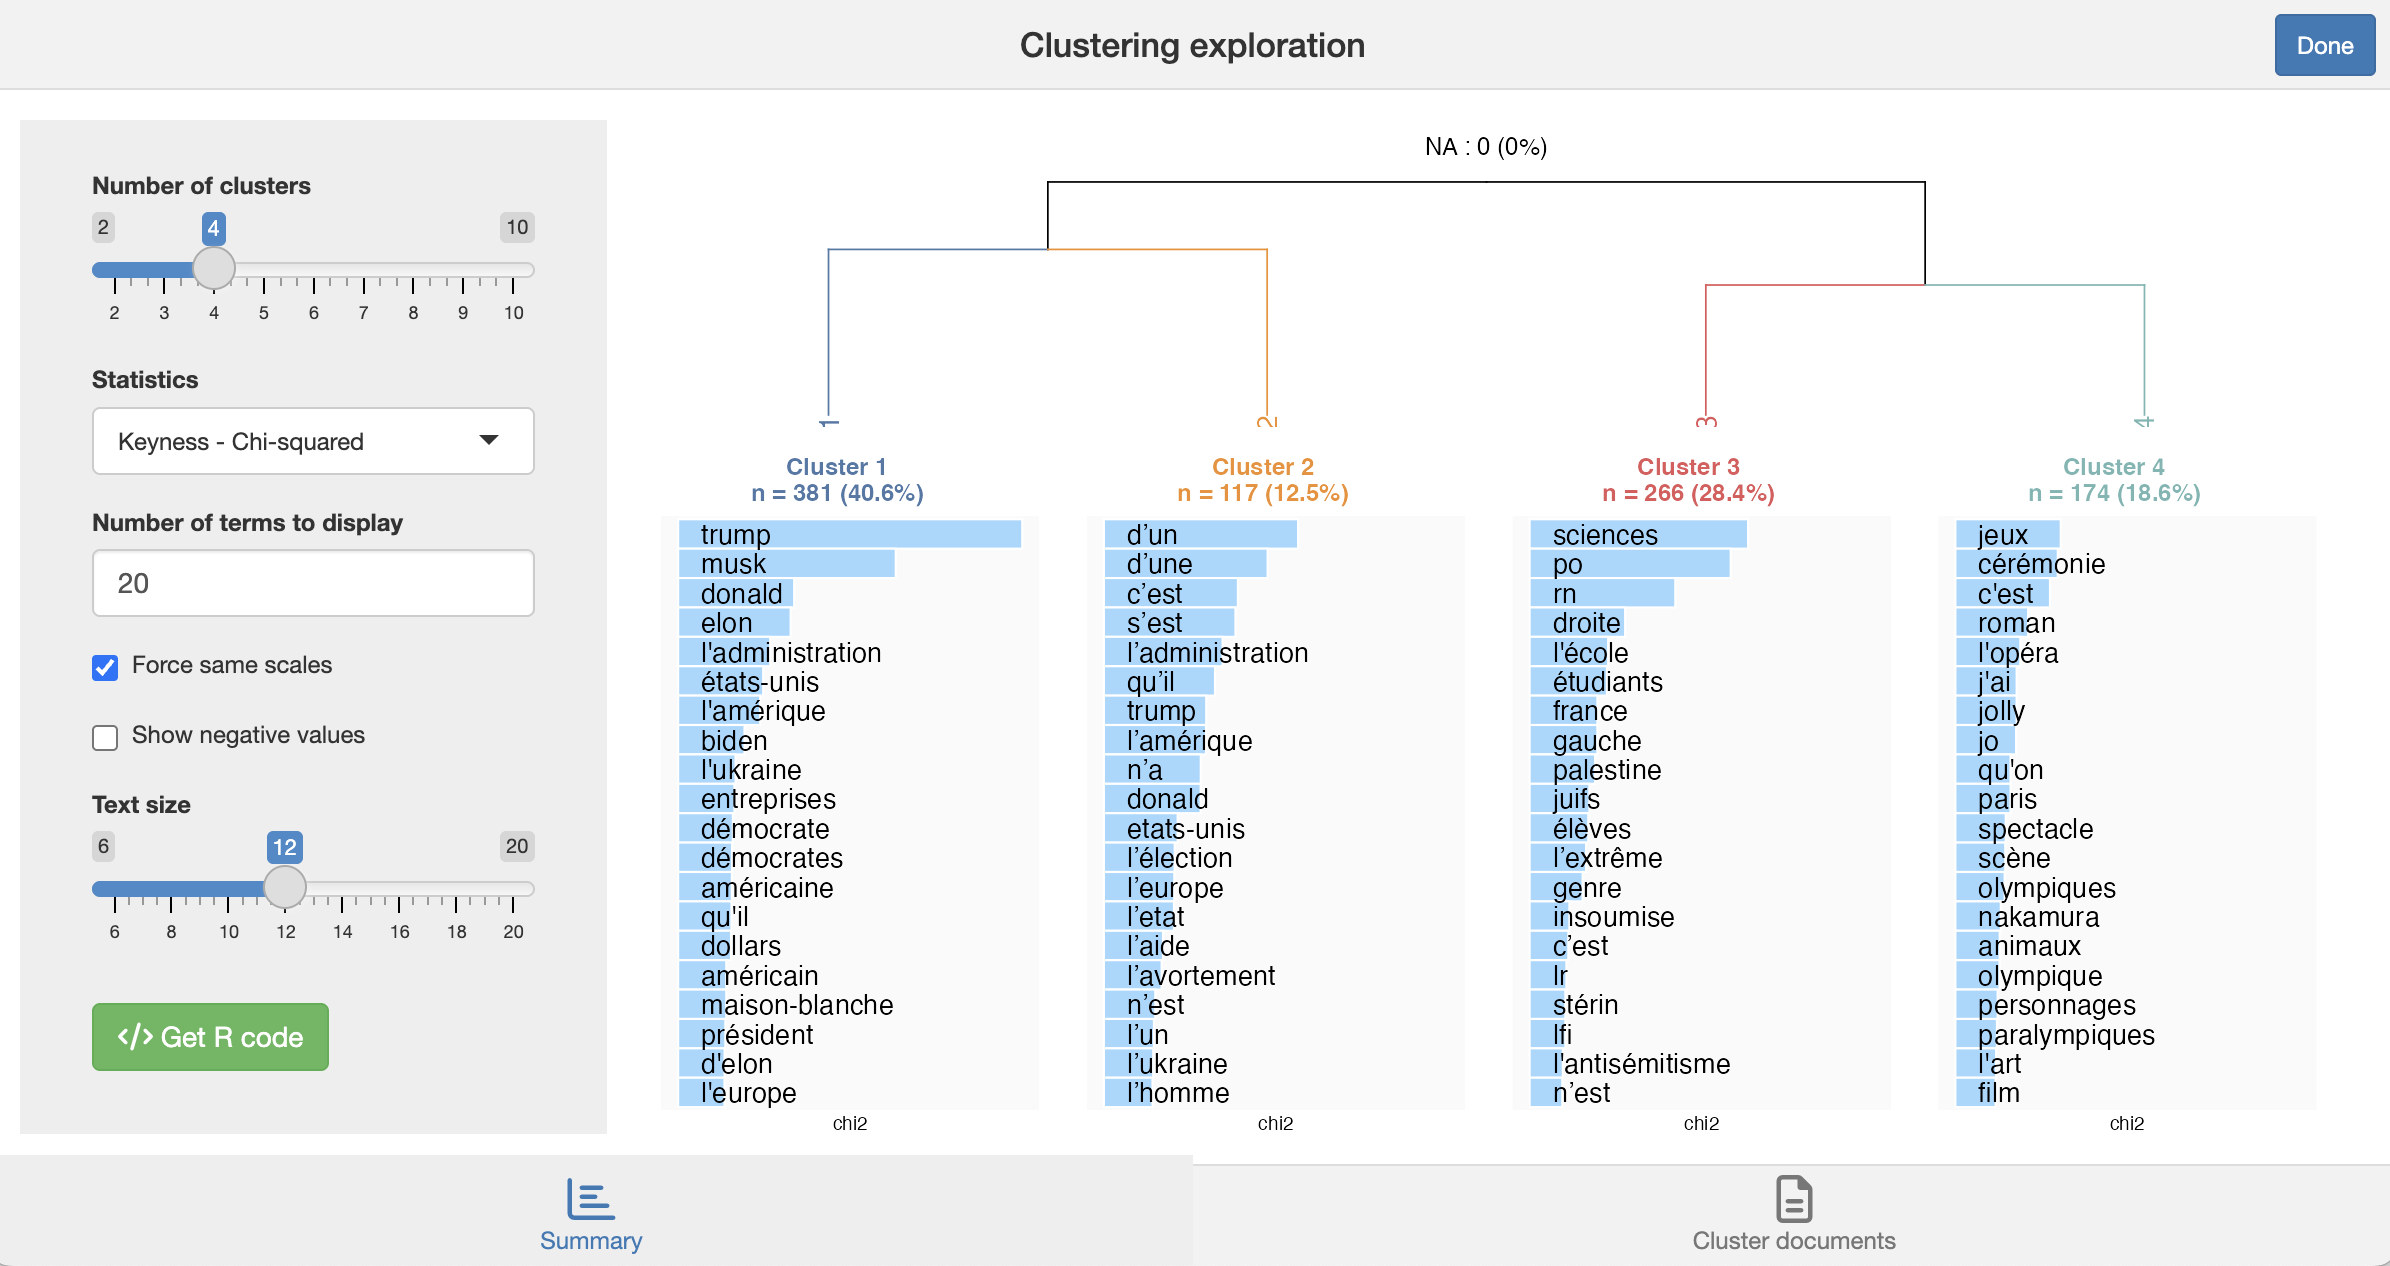 Clustering exploration
Done
Number of clusters
2 4 10
2 3 4 5 6 7 8 9 10
Statistics
Keyness - Chi-squared
Number of terms to display
20
Force same scales
Show negative values
Text size
6 12 20
6 8 10 12 14 16 18 20
</> Get R code
NA : 0 (0%)
1 2 3 4
Cluster 1
n = 381 (40.6%)
trump
musk
donald
elon
l'administration
états-unis
l'amérique
biden
l'ukraine
entreprises
démocrate
démocrates
américaine
qu'il
dollars
américain
maison-blanche
président
d'elon
l'europe
chi2
Cluster 2
n = 117 (12.5%)
d’un
d’une
c’est
s’est
l’administration
qu’il
trump
l’amérique
n’a
donald
etats-unis
l’élection
l’europe
l’etat
l’aide
l’avortement
n’est
l’un
l’ukraine
l’homme
chi2
Cluster 3
n = 266 (28.4%)
sciences
po
rn
droite
l'école
étudiants
france
gauche
palestine
juifs
élèves
l’extrême
genre
insoumise
c’est
lr
stérin
lfi
l'antisémitisme
n’est
chi2
Cluster 4
n = 174 (18.6%)
jeux
cérémonie
c'est
roman
l'opéra
j'ai
jolly
jo
qu'on
paris
spectacle
scène
olympiques
nakamura
animaux
olympique
personnages
paralympiques
l'art
film
chi2
Summary
Cluster documents